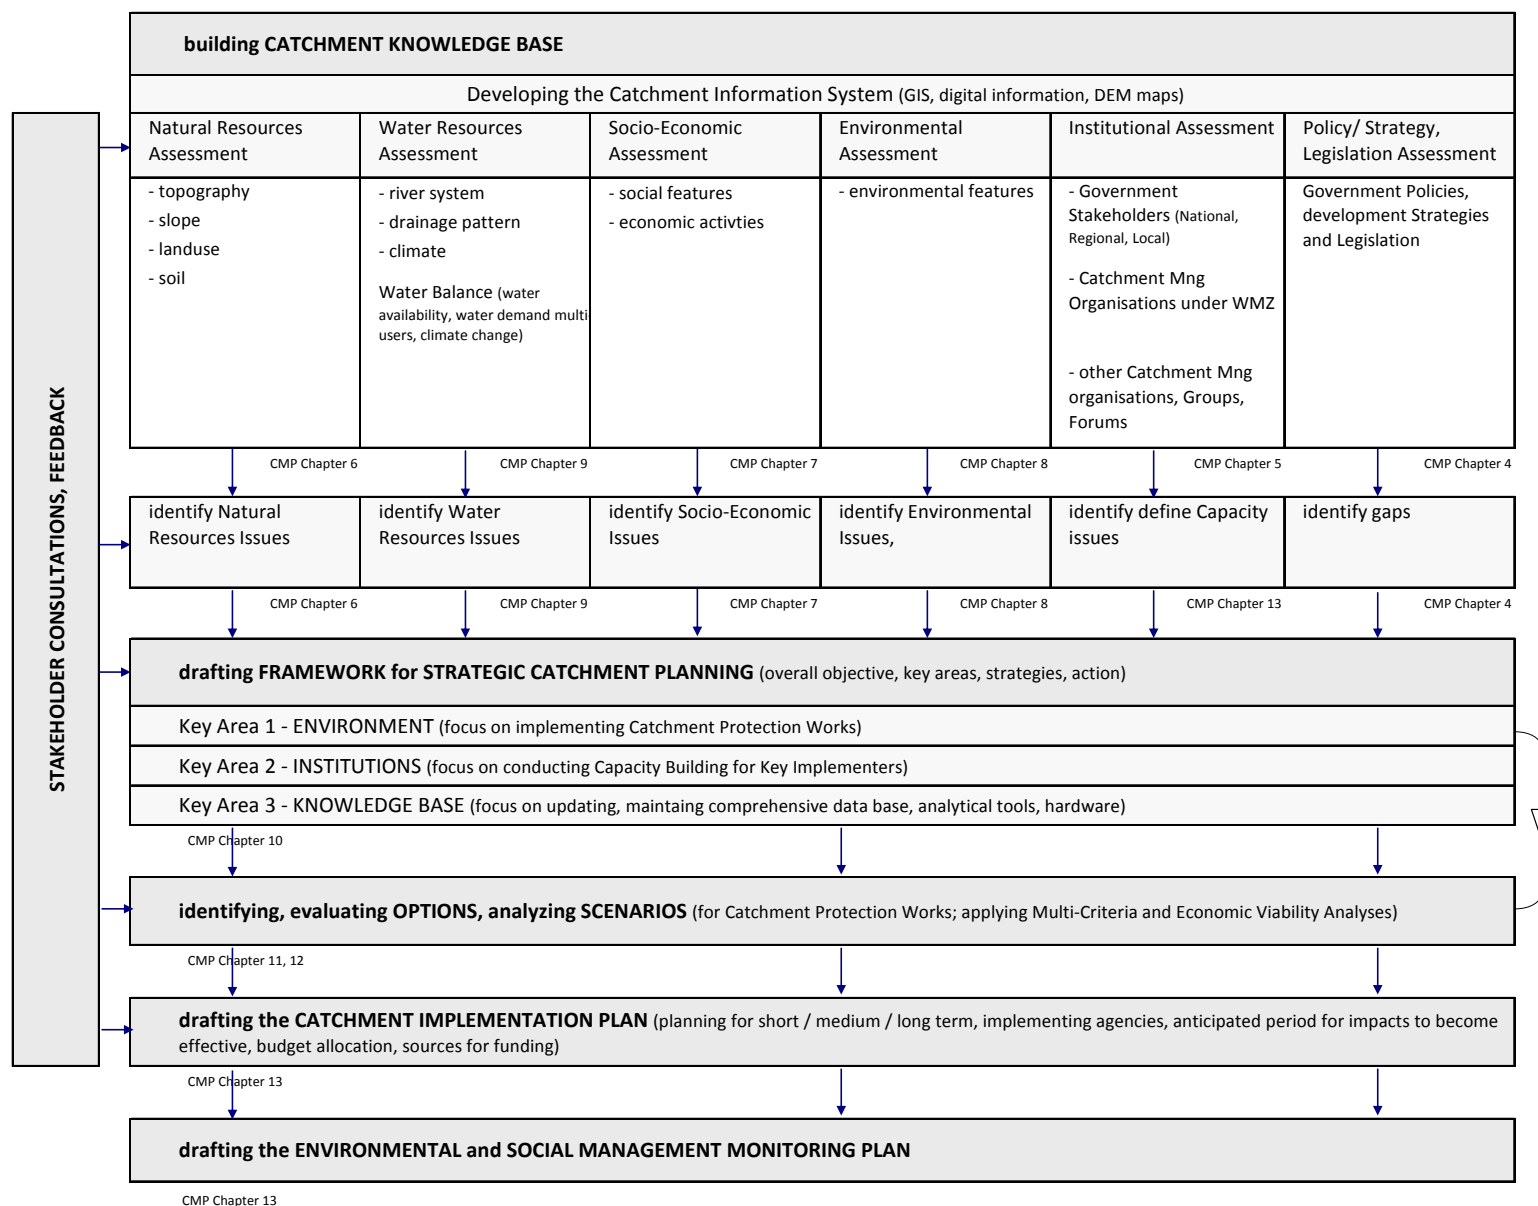 building CATCHMENT KNOWLEDGE BASE
Developing the Catchment Information System (GIS, digital information, DEM maps)
STAKEHOLDER CONSULTATIONS, FEEDBACK
Natural Resources
Assessment
Water Resources
Assessment
Socio-Economic
Assessment
Environmental
Assessment
Institutional Assessment
Policy/ Strategy,
Legislation Assessment
- topography
- slope
- landuse
- soil
- river system
- drainage pattern
- climate
Water Balance (water
availability, water demand multi-
users, climate change)
- social features
- economic activties
- environmental features
- Government
Stakeholders (National,
Regional, Local)
- Catchment Mng
Organisations under WMZ
- other Catchment Mng
organisations, Groups,
Forums
Government Policies,
development Strategies
and Legislation
CMP Chapter 6
CMP Chapter 9
CMP Chapter 7
CMP Chapter 8
CMP Chapter 5
CMP Chapter 4
identify Natural
Resources Issues
identify Water
Resources Issues
identify Socio-Economic
Issues
identify Environmental
Issues,
identify define Capacity
issues
identify gaps
CMP Chapter 6
CMP Chapter 9
CMP Chapter 7
CMP Chapter 8
CMP Chapter 13
CMP Chapter 4
drafting FRAMEWORK for STRATEGIC CATCHMENT PLANNING (overall objective, key areas, strategies, action)
Key Area 1 - ENVIRONMENT (focus on implementing Catchment Protection Works)
Key Area 2 - INSTITUTIONS (focus on conducting Capacity Building for Key Implementers)
Key Area 3 - KNOWLEDGE BASE (focus on updating, maintaing comprehensive data base, analytical tools, hardware)
CMP Chapter 10
identifying, evaluating OPTIONS, analyzing SCENARIOS (for Catchment Protection Works; applying Multi-Criteria and Economic Viability Analyses)
CMP Chapter 11, 12
drafting the CATCHMENT IMPLEMENTATION PLAN (planning for short / medium / long term, implementing agencies, anticipated period for impacts to become
effective, budget allocation, sources for funding)
CMP Chapter 13
drafting the ENVIRONMENTAL and SOCIAL MANAGEMENT MONITORING PLAN
CMP Chapter 13